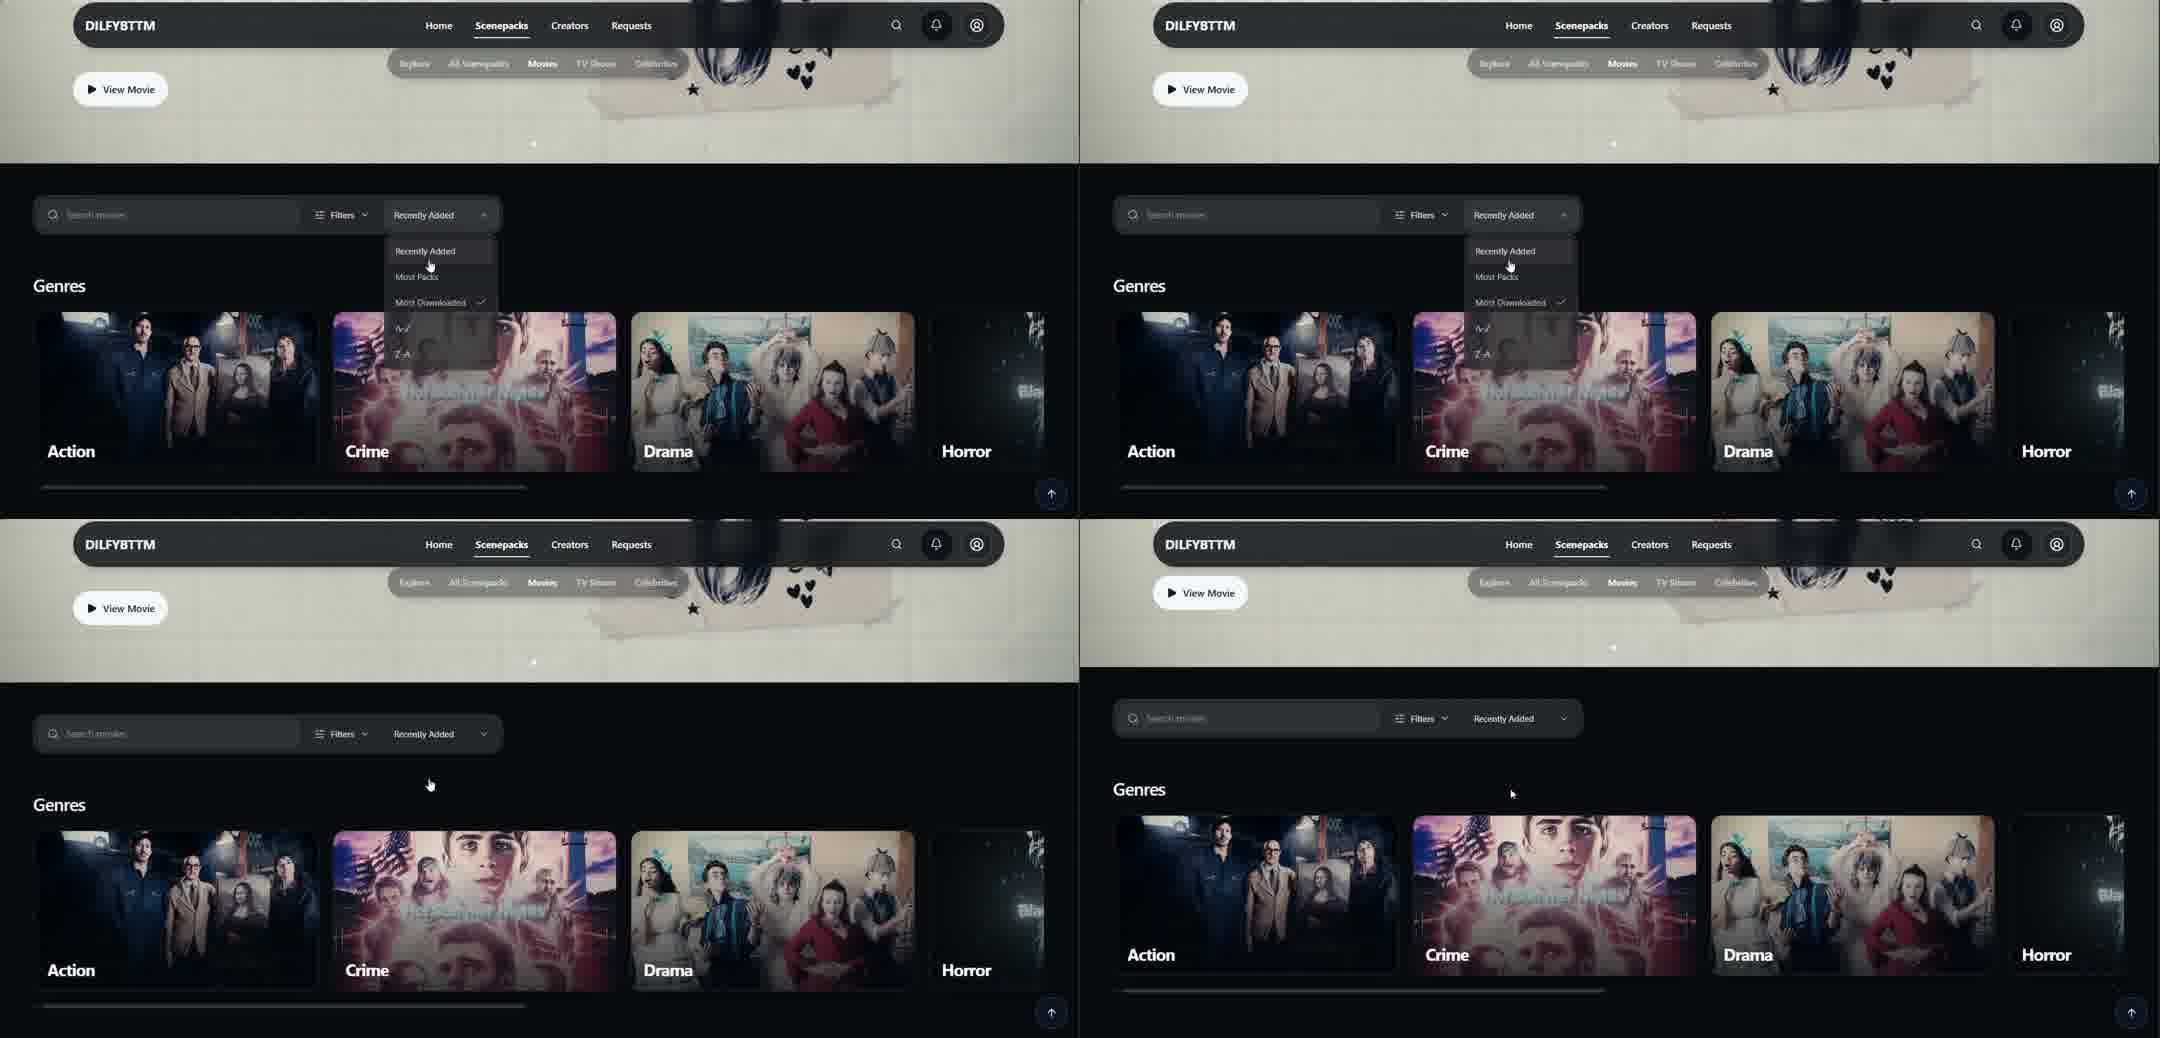 DILFYBTTM Home Scenepacks Creators Requests
Explore All Scenepacks Movies TV Shows Celebrities
View Movie
Search movies Filters Recently Added
Recently Added
Most Packs
Most Downloaded
A-Z
Z-A
Genres
Action Crime Drama Horror
DILFYBTTM Home Scenepacks Creators Requests
Explore All Scenepacks Movies TV Shows Celebrities
View Movie
Search movies Filters Recently Added
Recently Added
Most Packs
Most Downloaded
A-Z
Z-A
Genres
Action Crime Drama Horror
DILFYBTTM Home Scenepacks Creators Requests
Explore All Scenepacks Movies TV Shows Celebrities
View Movie
Search movies Filters Recently Added
Genres
Action Crime Drama Horror
DILFYBTTM Home Scenepacks Creators Requests
Explore All Scenepacks Movies TV Shows Celebrities
View Movie
Search movies Filters Recently Added
Genres
Action Crime Drama Horror